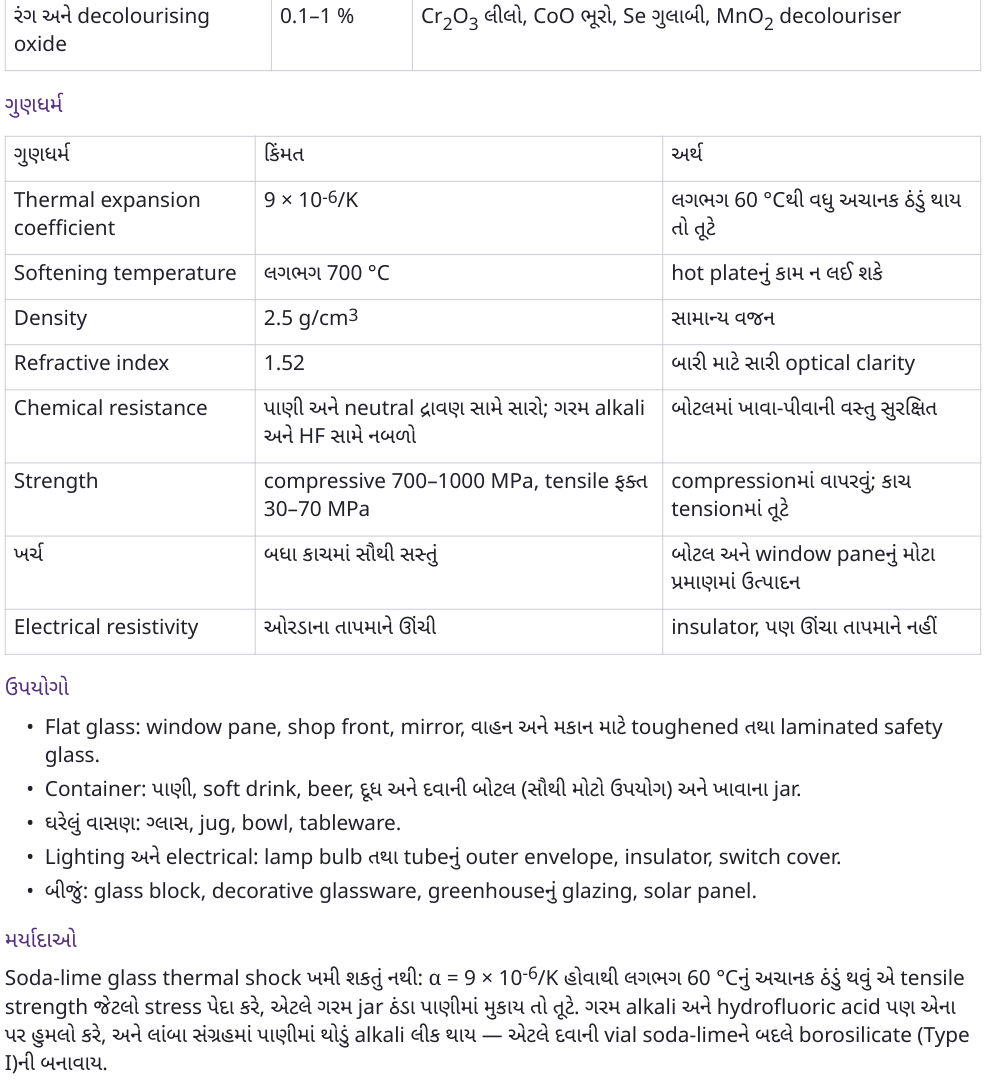 રંગ અને decolourising 0.1–1 % Cr2O3 લીલો, CoO ભૂરો, Se ગુલાબી, MnO2 decolouriser
oxide
ગુણધર્મ
ગુણધર્મ કિંમત અર્થ
Thermal expansion 9 × 10-6/K લગભગ 60 °Cથી વધુ અચાનક ઠંડું થાય
coefficient તો તૂટે
Softening temperature લગભગ 700 °C hot plateનું કામ ન લઈ શકે
Density 2.5 g/cm3 સામાન્ય વજન
Refractive index 1.52 બારી માટે સારી optical clarity
Chemical resistance પાણી અને neutral દ્રાવણ સામે સારો; ગરમ alkali બોટલમાં ખાવા-પીવાની વસ્તુ સુરક્ષિત
અને HF સામે નબળો
Strength compressive 700–1000 MPa, tensile ફક્ત compressionમાં વાપરવું; કાચ
30–70 MPa tensionમાં તૂટે
ખર્ચ બધા કાચમાં સૌથી સસ્તું બોટલ અને window paneનું મોટા
પ્રમાણમાં ઉત્પાદન
Electrical resistivity ઓરડાના તાપમાને ઊંચી insulator, પણ ઊંચા તાપમાને નહીં
ઉપયોગો
• Flat glass: window pane, shop front, mirror, વાહન અને મકાન માટે toughened તથા laminated safety
glass.
• Container: પાણી, soft drink, beer, દૂધ અને દવાની બોટલ (સૌથી મોટો ઉપયોગ) અને ખાવાના jar.
• ઘરેલું વાસણ: ગ્લાસ, jug, bowl, tableware.
• Lighting અને electrical: lamp bulb તથા tubeનું outer envelope, insulator, switch cover.
• બીજું: glass block, decorative glassware, greenhouseનું glazing, solar panel.
મર્યાદાઓ
Soda-lime glass thermal shock ખમી શકતું નથી: α = 9 × 10-6/K હોવાથી લગભગ 60 °Cનું અચાનક ઠંડું થવું એ tensile
strength જેટલો stress પેદા કરે, એટલે ગરમ jar ઠંડા પાણીમાં મુકાય તો તૂટે. ગરમ alkali અને hydrofluoric acid પણ એના
પર હુમલો કરે, અને લાંબા સંગ્રહમાં પાણીમાં થોડું alkali લીક થાય — એટલે દવાની vial soda-limeને બદલે borosilicate (Type
I)ની બનાવાય.